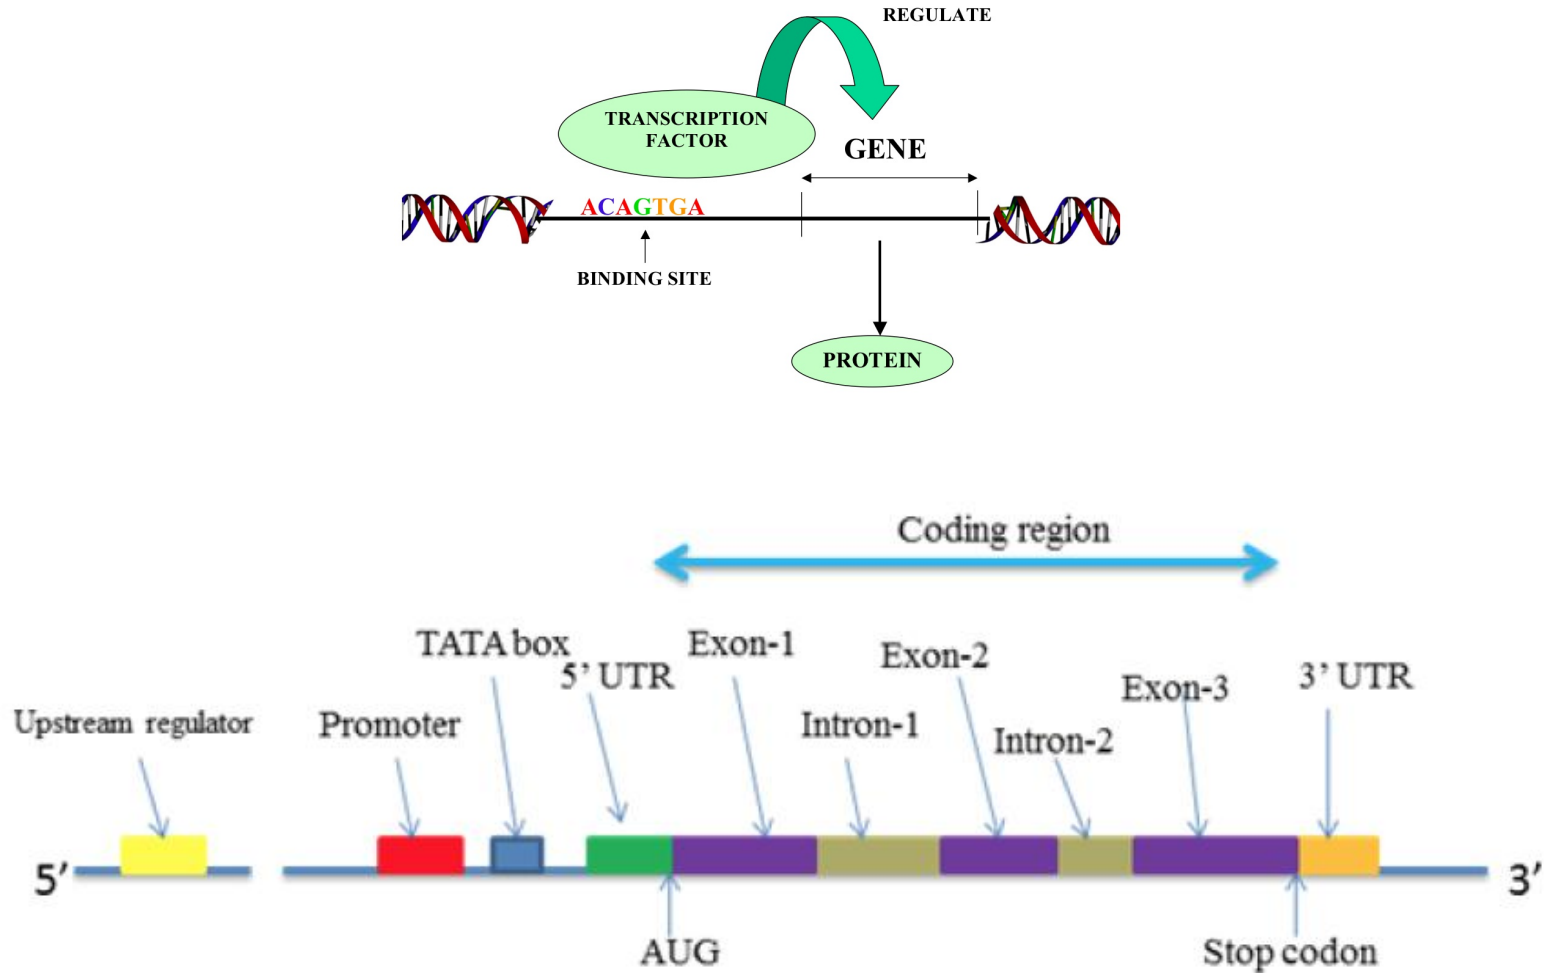 REGULATE
TRANSCRIPTION
FACTOR
GENE
ACAGTGA
BINDING SITE
PROTEIN
Coding region
TATA box
5’ UTR
Exon-1
Exon-2
Exon-3
3’ UTR
Upstream regulator
Promoter
Intron-1
Intron-2
5’
3’
AUG
Stop codon